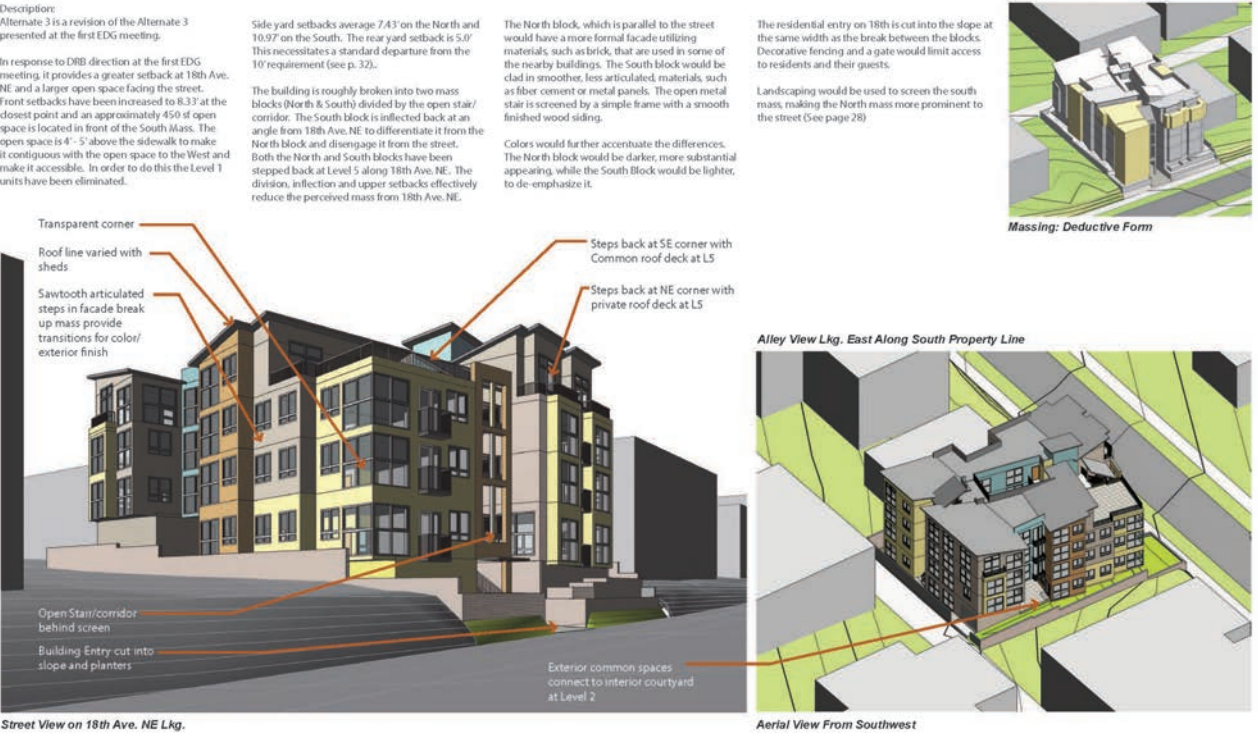 Description:
Alternate 3 is a revision of the Alternate 3
presented at the first EDG meeting.
In response to DRB direction at the first EDG
meeting, it provides a greater setback at 18th Ave.
NE and a larger open space facing the street.
Front setbacks have been increased to 8.33' at the
closest point and an approximately 450 sf open
space is located in front of the South Mass. The
open space is 4' - 5' above the sidewalk to make
it contiguous with the open space to the West and
make it accessible. In order to do this the Level 1
units have been eliminated.
Side yard setbacks average 7.43' on the North and
10.97' on the South. The rear yard setback is 5.0'
This necessitates a standard departure from the
10' requirement (see p. 32)..
The building is roughly broken into two mass
blocks (North & South) divided by the open stair/
corridor. The South block is inflected back at an
angle from 18th Ave. NE to differentiate it from the
North block and disengage it from the street.
Both the North and South blocks have been
stepped back at Level 5 along 18th Ave. NE. The
division, inflection and upper setbacks effectively
reduce the perceived mass from 18th Ave. NE.
The North block, which is parallel to the street
would have a more formal facade utilizing
materials, such as brick, that are used in some of
the nearby buildings. The South block would be
clad in smoother, less articulated, materials, such
as fiber cement or metal panels. The open metal
stair is screened by a simple frame with a smooth
finished wood siding.
Colors would further accentuate the differences.
The North block would be darker, more substantial
appearing, while the South Block would be lighter,
to de-emphasize it.
The residential entry on 18th is cut into the slope at
the same width as the break between the blocks.
Decorative fencing and a gate would limit access
to residents and their guests.
Landscaping would be used to screen the south
mass, making the North mass more prominent to
the street (See page 28)
Massing: Deductive Form
Transparent corner
Roof line varied with
sheds
Sawtooth articulated
steps in facade break
up mass provide
transitions for color/
exterior finish
Steps back at SE corner with
Common roof deck at L5
Steps back at NE corner with
private roof deck at L5
Alley View Lkg. East Along South Property Line
Open Stair/corridor
behind screen
Building Entry cut into
slope and planters
Exterior common spaces
connect to interior courtyard
at Level 2
Street View on 18th Ave. NE Lkg.
Aerial View From Southwest